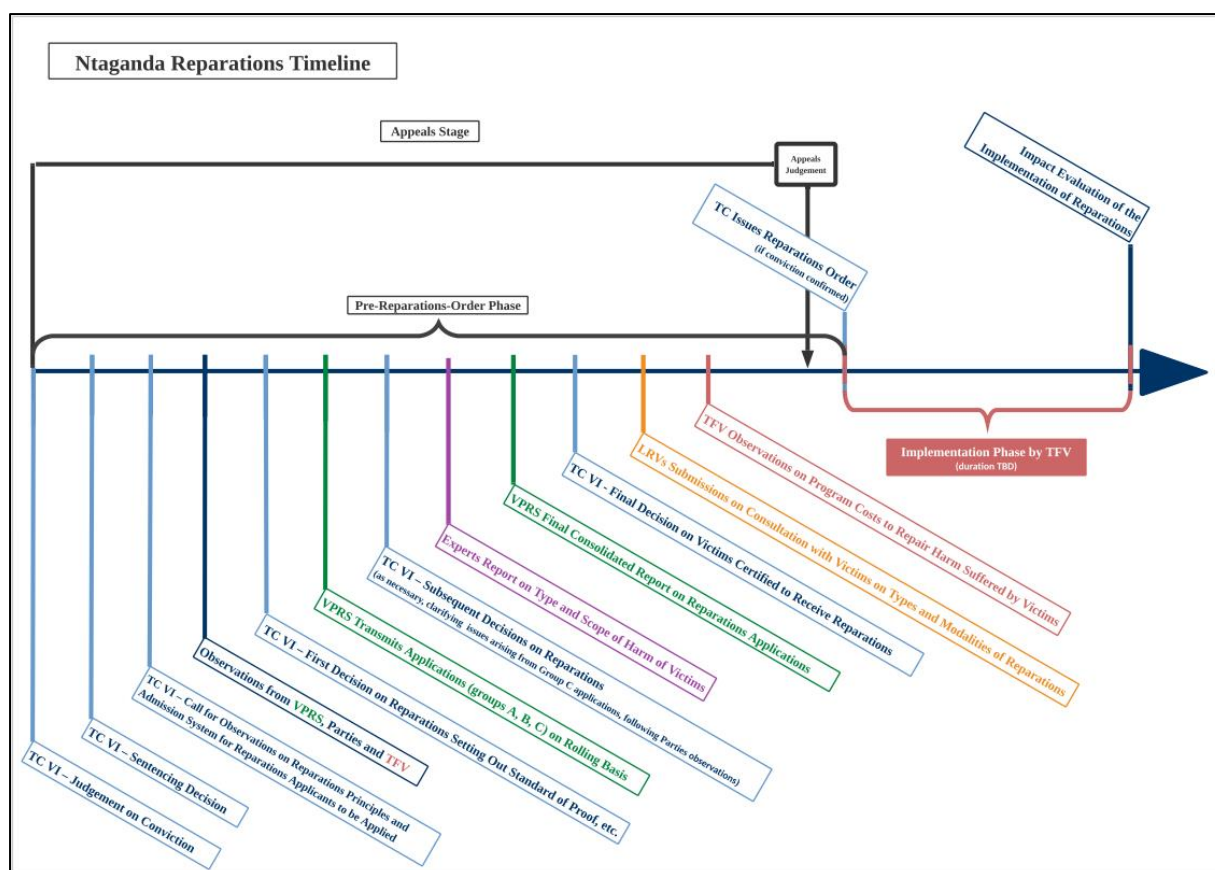 Ntaganda Reparations Timeline
Appeals Stage
Appeals
Judgement
Impact Evaluation of the
Implementation of Reparations
TC Issues Reparations Order
(if conviction confirmed)
Pre-Reparations-Order Phase
Implementation Phase by TFV
(duration TBD)
TC VI – Judgement on Conviction
TC VI – Sentencing Decision
TC VI – Call for Observations on Reparations Principles and
Admission System for Reparations Applicants to be Applied
Observations from VPRS, Parties and TFV
TC VI – First Decision on Reparations Setting Out Standard of Proof, etc.
VPRS Transmits Applications (groups A, B, C) on Rolling Basis
TC VI – Subsequent Decisions on Reparations
(as necessary, clarifying issues arising from Group C applications, following Parties observations)
Experts Report on Type and Scope of Harm of Victims
VPRS Final Consolidated Report on Reparations Applications
TC VI - Final Decision on Victims Certified to Receive Reparations
LRVs Submissions on Consultation with Victims on Types and Modalities of Reparations
TFV Observations on Program Costs to Repair Harm Suffered by Victims